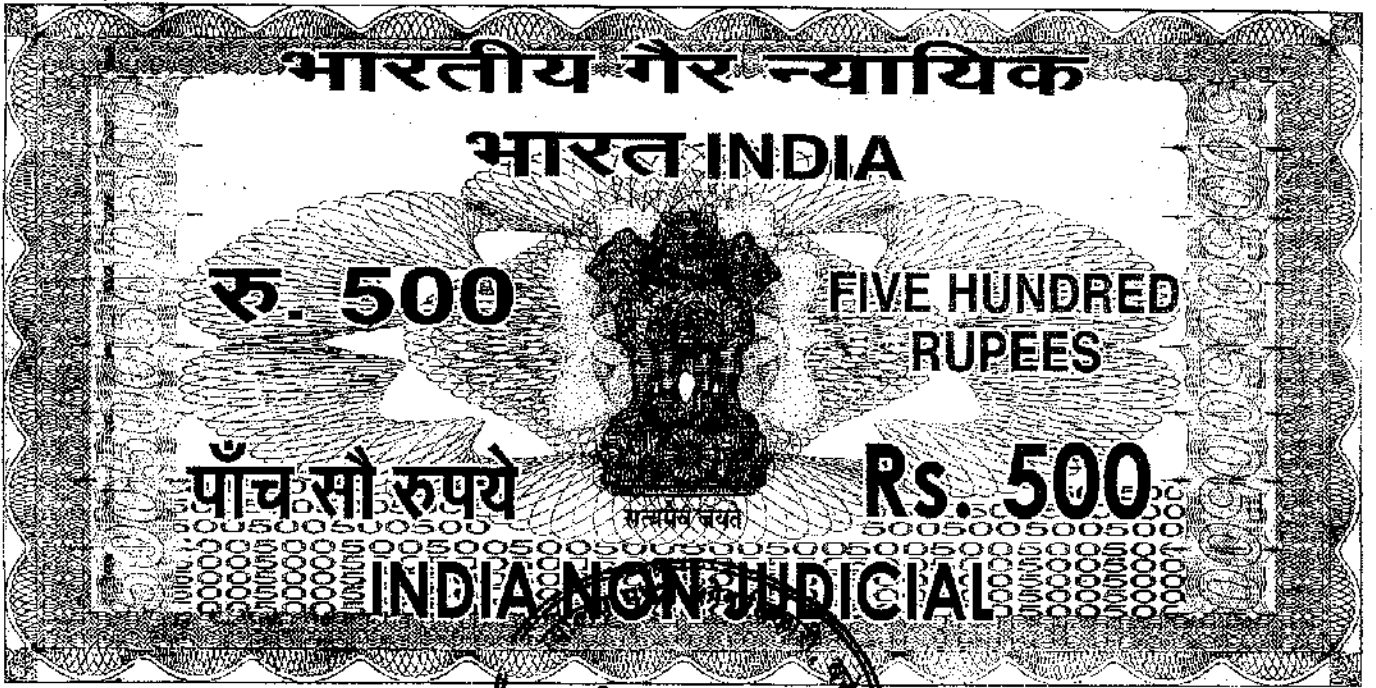 भारतीय गैर न्यायिक
भारत INDIA
रु. 500
FIVE HUNDRED
RUPEES
पाँच सौ रुपये
Rs. 500
सत्यमेव जयते
INDIA NON JUDICIAL